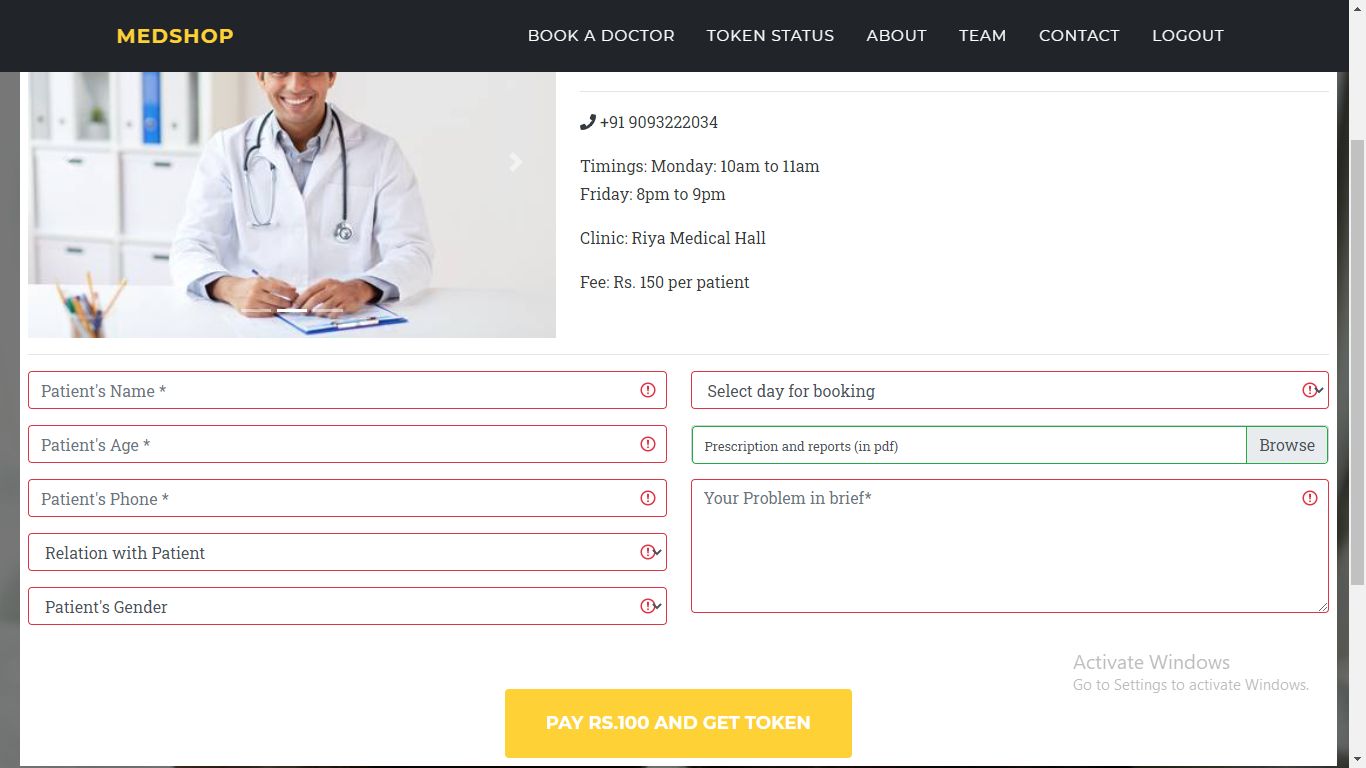 MEDSHOP
BOOK A DOCTOR
TOKEN STATUS
ABOUT
TEAM
CONTACT
LOGOUT
+91 9093222034
Timings: Monday: 10am to 11am
Friday: 8pm to 9pm
Clinic: Riya Medical Hall
Fee: Rs. 150 per patient
Patient's Name *
Patient's Age *
Patient's Phone *
Relation with Patient
Patient's Gender
Select day for booking
Prescription and reports (in pdf)
Browse
Your Problem in brief*
Activate Windows
Go to Settings to activate Windows.
PAY RS.100 AND GET TOKEN